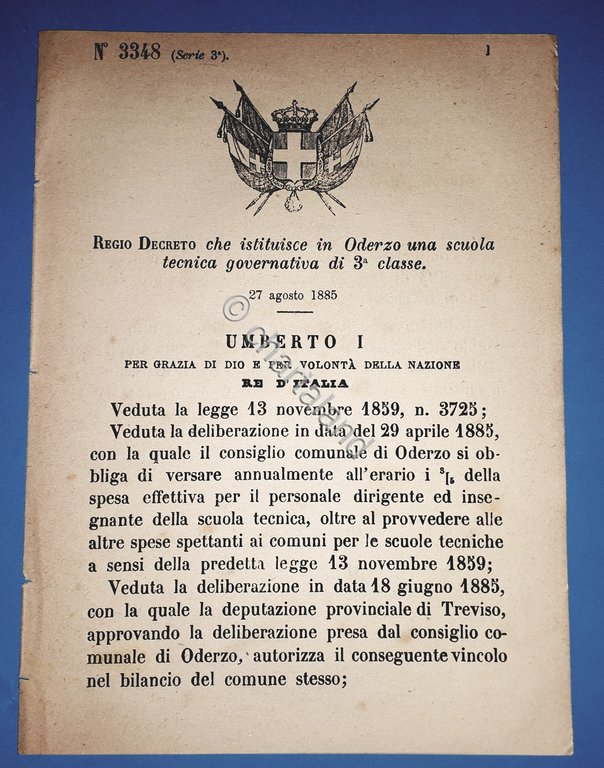 N° 3348 (Serie 3ª). 1
REGIO DECRETO che istituisce in Oderzo una scuola
tecnica governativa di 3ª classe.
27 agosto 1885
UMBERTO I
PER GRAZIA DI DIO E PER VOLONTÀ DELLA NAZIONE
RE D'ITALIA
Veduta la legge 13 novembre 1859, n. 3725;
Veduta la deliberazione in data del 29 aprile 1885,
con la quale il consiglio comunale di Oderzo si ob-
bliga di versare annualmente all'erario i 3/5 della
spesa effettiva per il personale dirigente ed inse-
gnante della scuola tecnica, oltre al provvedere alle
altre spese spettanti ai comuni per le scuole tecniche
a sensi della predetta legge 13 novembre 1859;
Veduta la deliberazione in data 18 giugno 1885,
con la quale la deputazione provinciale di Treviso,
approvando la deliberazione presa dal consiglio co-
munale di Oderzo, autorizza il conseguente vincolo
nel bilancio del comune stesso;
© chartaland